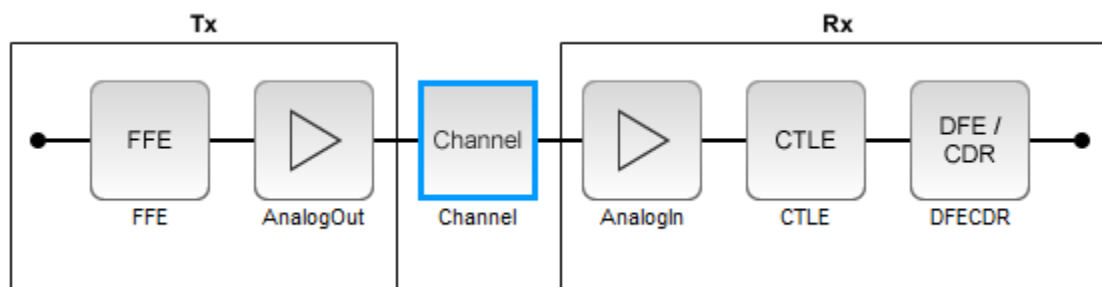 Tx
Rx
FFE
Channel
CTLE
DFE /
CDR
FFE
AnalogOut
Channel
AnalogIn
CTLE
DFECDR